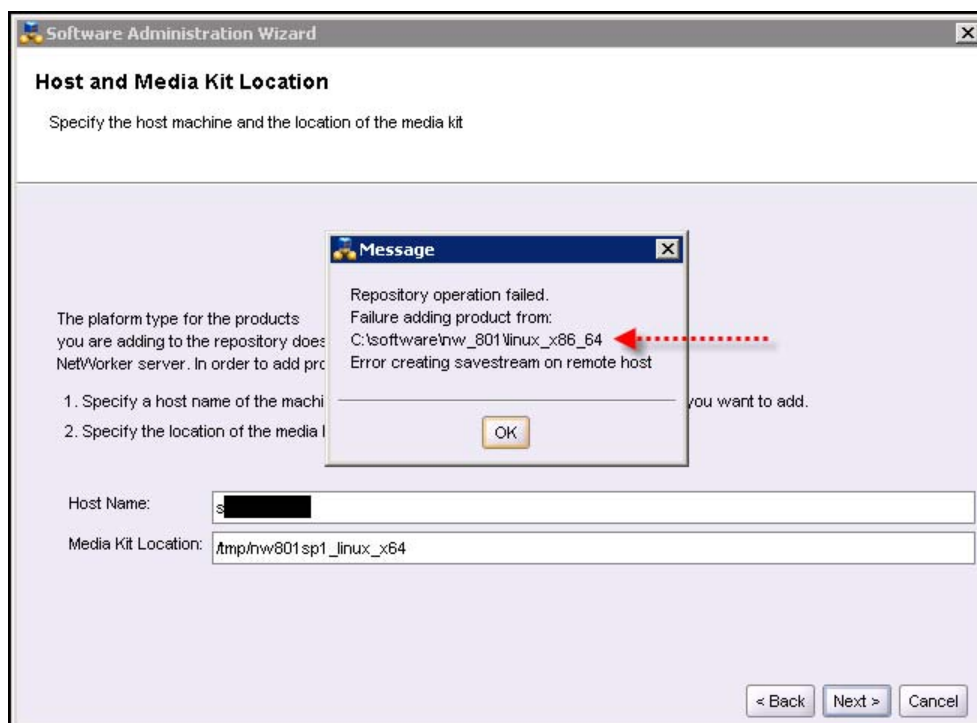 Software Administration Wizard
Host and Media Kit Location
Specify the host machine and the location of the media kit
Message
Repository operation failed.
Failure adding product from:
C:\software\nw_801\linux_x86_64
Error creating savestream on remote host
OK
The plaform type for the products
you are adding to the repository does
NetWorker server. In order to add
1. Specify a host name of the you want to add.
2. Specify the location of the media
Host Name: s
Media Kit Location: /tmp/nw801sp1_linux_x64
< Back Next > Cancel